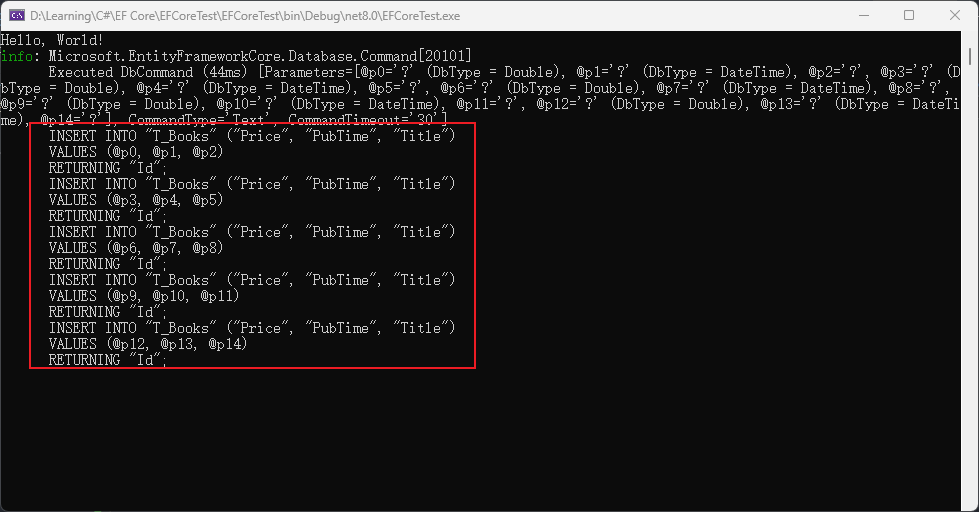 D:\Learning\C#\EF Core\EFCoreTest\EFCoreTest\bin\Debug\net8.0\EFCoreTest.exe
Hello, World!
info: Microsoft.EntityFrameworkCore.Database.Command[20101]
Executed DbCommand (44ms) [Parameters=[@p0='?' (DbType = Double), @p1='?' (DbType = DateTime), @p2='?', @p3='?' (D
bType = Double), @p4='?' (DbType = DateTime), @p5='?', @p6='?' (DbType = Double), @p7='?' (DbType = DateTime), @p8='?',
@p9='?' (DbType = Double), @p10='?' (DbType = DateTime), @p11='?', @p12='?' (DbType = Double), @p13='?' (DbType = DateTi
me), @p14='?'], CommandType='Text', CommandTimeout='30']
INSERT INTO "T_Books" ("Price", "PubTime", "Title")
VALUES (@p0, @p1, @p2)
RETURNING "Id";
INSERT INTO "T_Books" ("Price", "PubTime", "Title")
VALUES (@p3, @p4, @p5)
RETURNING "Id";
INSERT INTO "T_Books" ("Price", "PubTime", "Title")
VALUES (@p6, @p7, @p8)
RETURNING "Id";
INSERT INTO "T_Books" ("Price", "PubTime", "Title")
VALUES (@p9, @p10, @p11)
RETURNING "Id";
INSERT INTO "T_Books" ("Price", "PubTime", "Title")
VALUES (@p12, @p13, @p14)
RETURNING "Id";